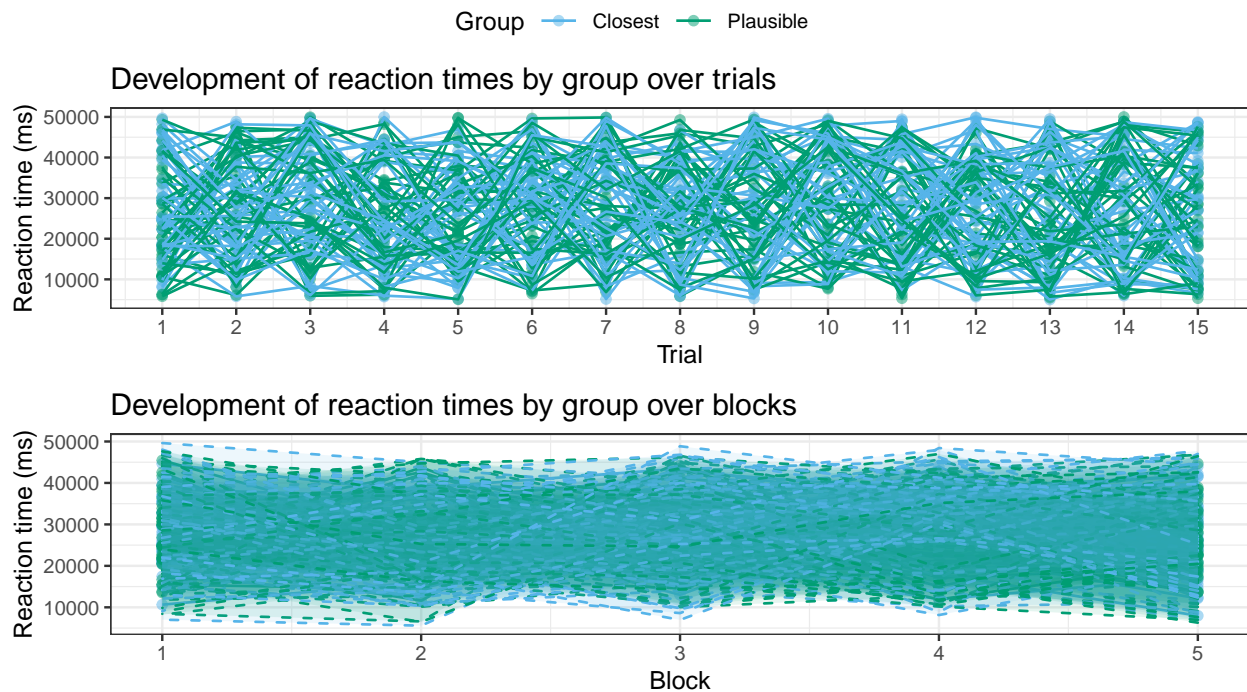 Group Closest Plausible
Development of reaction times by group over trials
Reaction time (ms)
50000
40000
30000
20000
10000
1 2 3 4 5 6 7 8 9 10 11 12 13 14 15
Trial
Development of reaction times by group over blocks
Reaction time (ms)
50000
40000
30000
20000
10000
1 2 3 4 5
Block